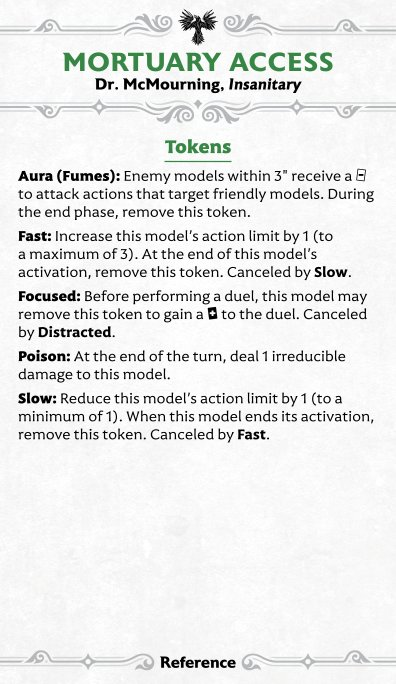 MORTUARY ACCESS
Dr. McMourning, Insanitary
Tokens
Aura (Fumes): Enemy models within 3" receive a
to attack actions that target friendly models. During
the end phase, remove this token.
Fast: Increase this model's action limit by 1 (to
a maximum of 3). At the end of this model's
activation, remove this token. Canceled by Slow.
Focused: Before performing a duel, this model may
remove this token to gain a to the duel. Canceled
by Distracted.
Poison: At the end of the turn, deal 1 irreducible
damage to this model.
Slow: Reduce this model's action limit by 1 (to a
minimum of 1). When this model ends its activation,
remove this token. Canceled by Fast.
Reference